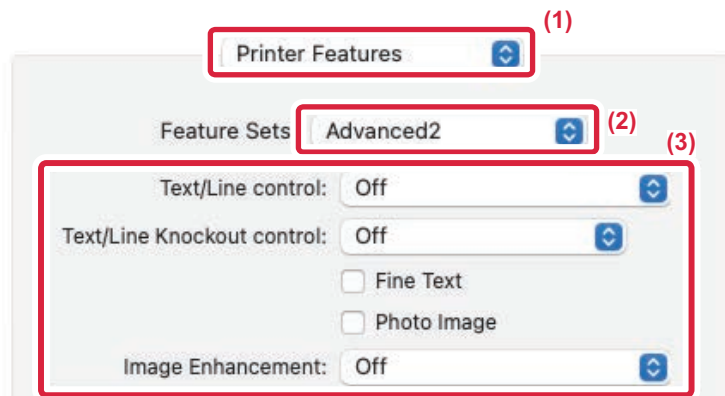 (1)
Printer Features
Feature Sets Advanced2 (2)
(3)
Text/Line control: Off
Text/Line Knockout control: Off
Fine Text
Photo Image
Image Enhancement: Off